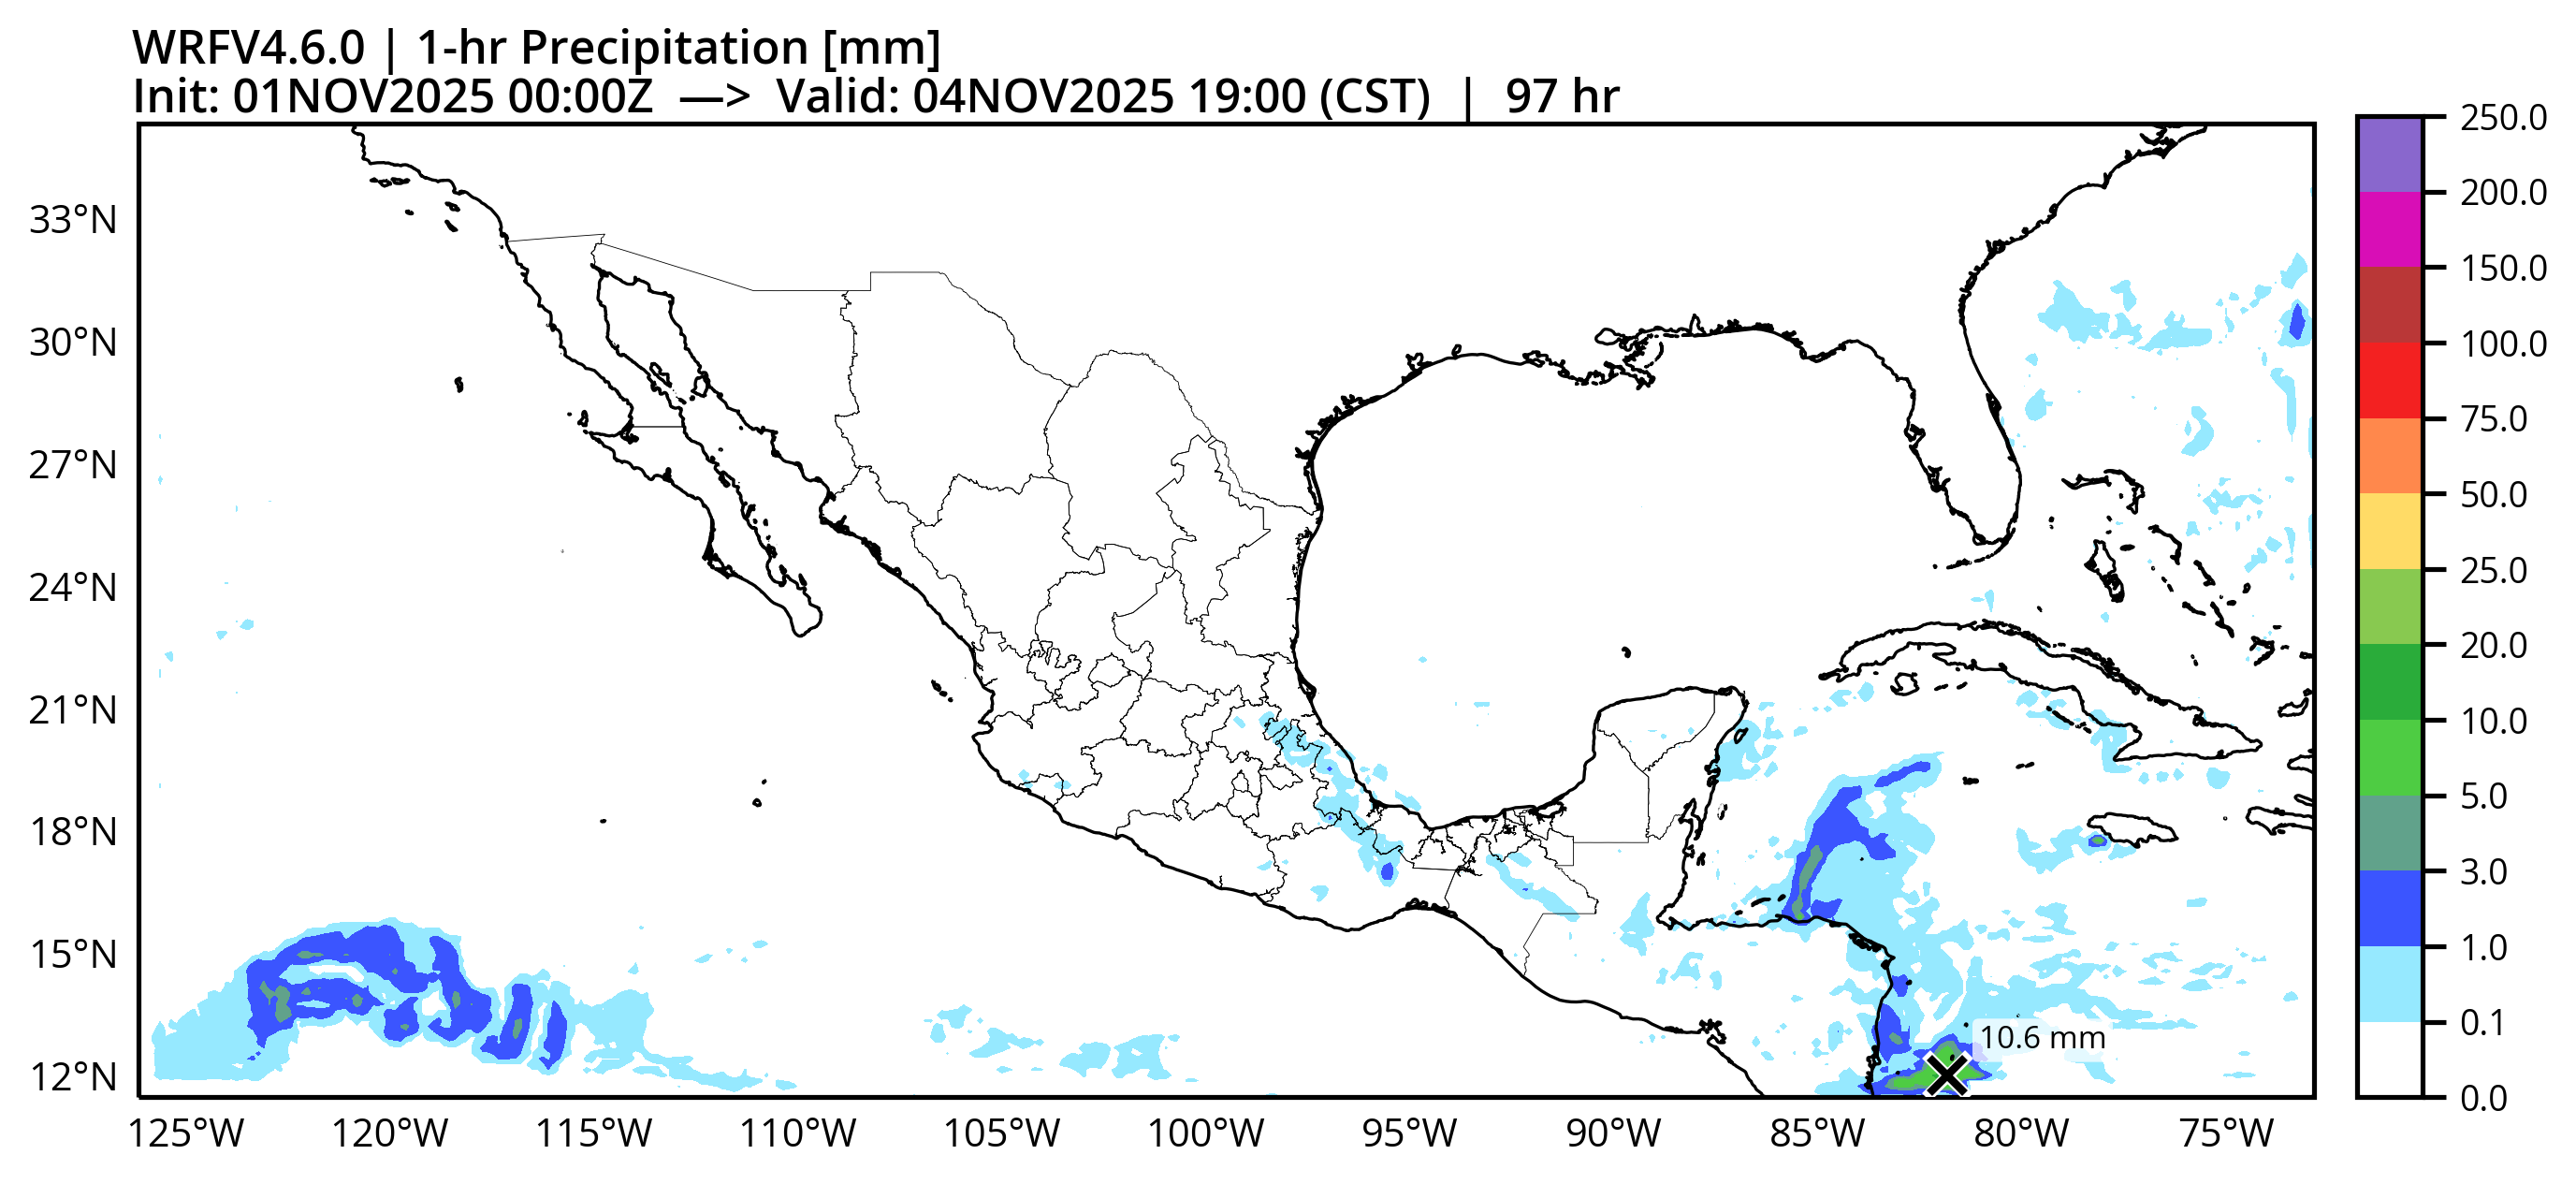 WRFV4.6.0 | 1-hr Precipitation [mm]
Init: 01NOV2025 00:00Z —> Valid: 04NOV2025 19:00 (CST) | 97 hr
33°N
30°N
27°N
24°N
21°N
18°N
15°N
12°N
125°W 120°W 115°W 110°W 105°W 100°W 95°W 90°W 85°W 80°W 75°W
10.6 mm
250.0
200.0
150.0
100.0
75.0
50.0
25.0
20.0
10.0
5.0
3.0
1.0
0.1
0.0